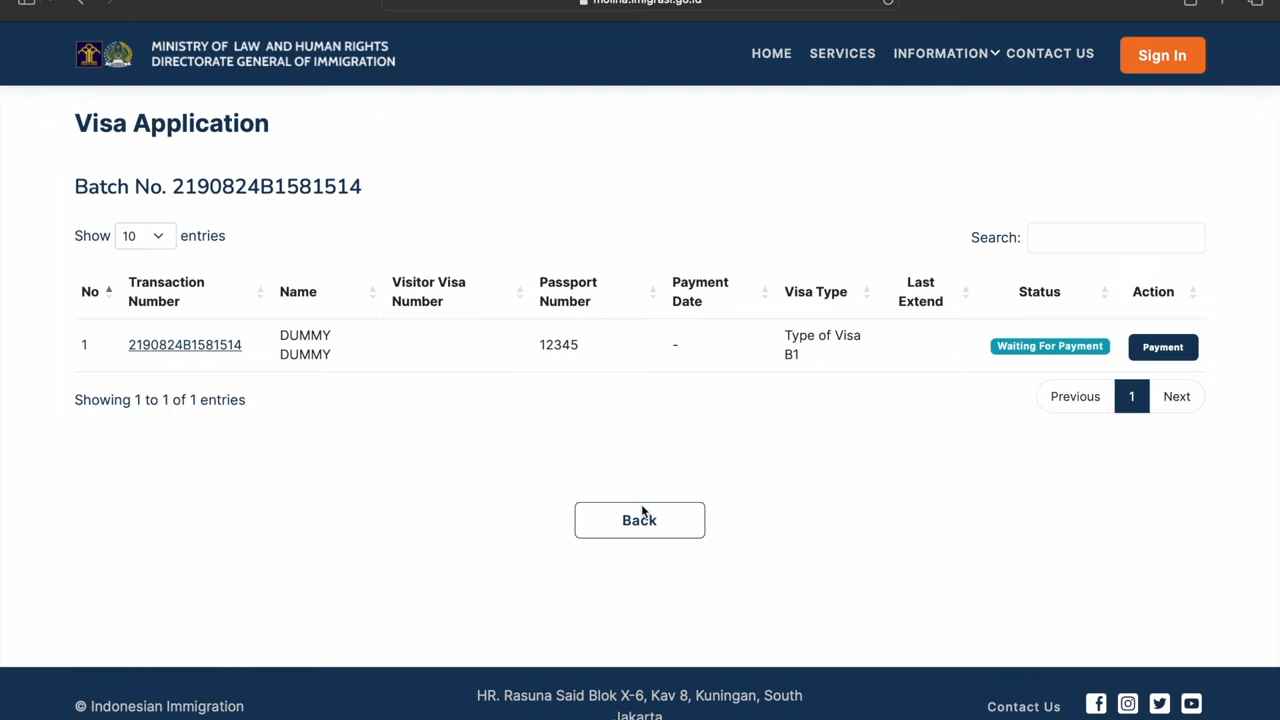 molina.imigrasi.go.id
MINISTRY OF LAW AND HUMAN RIGHTS
DIRECTORATE GENERAL OF IMMIGRATION
HOME SERVICES INFORMATION CONTACT US Sign In
Visa Application
Batch No. 2190824B1581514
Show 10 entries
Search:
No
Transaction
Number
Name
Visitor Visa
Number
Passport
Number
Payment
Date
Visa Type
Last
Extend
Status
Action
1
2190824B1581514
DUMMY
DUMMY
12345
-
Type of Visa
B1
Waiting For Payment
Payment
Showing 1 to 1 of 1 entries
Previous 1 Next
Back
© Indonesian Immigration
HR. Rasuna Said Blok X-6, Kav 8, Kuningan, South
Jakarta
Contact Us